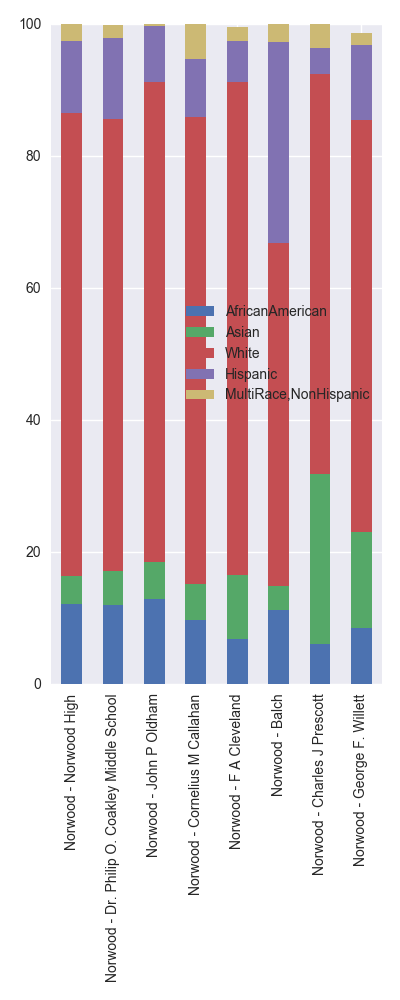 100
80
60
40
20
0
AfricanAmerican
Asian
White
Hispanic
MultiRace,NonHispanic
Norwood - Norwood High
Norwood - Dr. Philip O. Coakley Middle School
Norwood - John P Oldham
Norwood - Cornelius M Callahan
Norwood - F A Cleveland
Norwood - Balch
Norwood - Charles J Prescott
Norwood - George F. Willett